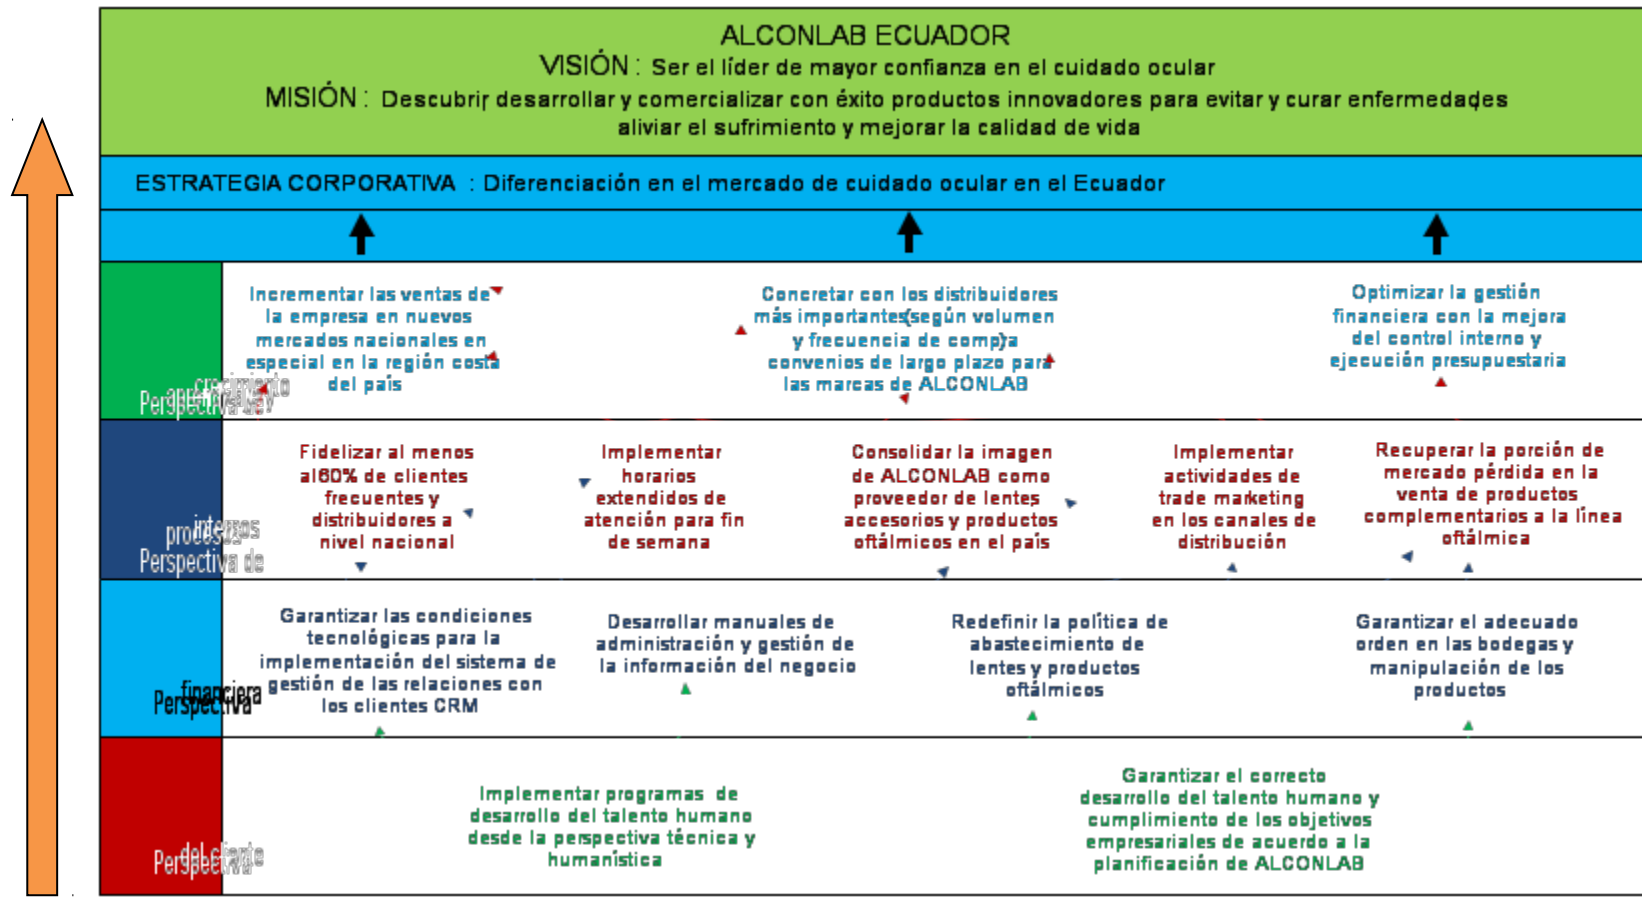 ALCONLAB ECUADOR
VISIÓN : Ser el líder de mayor confianza en el cuidado ocular
MISIÓN : Descubrir desarrollar y comercializar con éxito productos innovadores para evitar y curar enfermedades
aliviar el sufrimiento y mejorar la calidad de vida
ESTRATEGIA CORPORATIVA : Diferenciación en el mercado de cuidado ocular en el Ecuador
crecimiento
Perspectiva de
Incrementar las ventas de
la empresa en nuevos
mercados nacionales en
especial en la región costa
del país
Concretar con los distribuidores
más importantes(según volumen
y frecuencia de compra)
convenios de largo plazo para
las marcas de ALCONLAB
Optimizar la gestión
financiera con la mejora
del control interno y
ejecución presupuestaria
internos
procesos
Perspectiva de
Fidelizar al menos
al60% de clientes
frecuentes y
distribuidores a
nivel nacional
Implementar
horarios
extendidos de
atención para fin
de semana
Consolidar la imagen
de ALCONLAB como
proveedor de lentes,
accesorios y productos
oftálmicos en el país
Implementar
actividades de
trade marketing
en los canales de
distribución
Recuperar la porción de
mercado pérdida en la
venta de productos
complementarios a la línea
oftálmica
financiera
Perspectiva
Garantizar las condiciones
tecnológicas para la
implementación del sistema de
gestión de las relaciones con
los clientes CRM
Desarrollar manuales de
administración y gestión de
la información del negocio
Redefinir la política de
abastecimiento de
lentes y productos
oftálmicos
Garantizar el adecuado
orden en las bodegas y
manipulación de los
productos
del cliente
Perspectiva
Implementar programas de
desarrollo del talento humano
desde la perspectiva técnica y
humanística
Garantizar el correcto
desarrollo del talento humano y
cumplimiento de los objetivos
empresariales de acuerdo a la
planificación de ALCONLAB